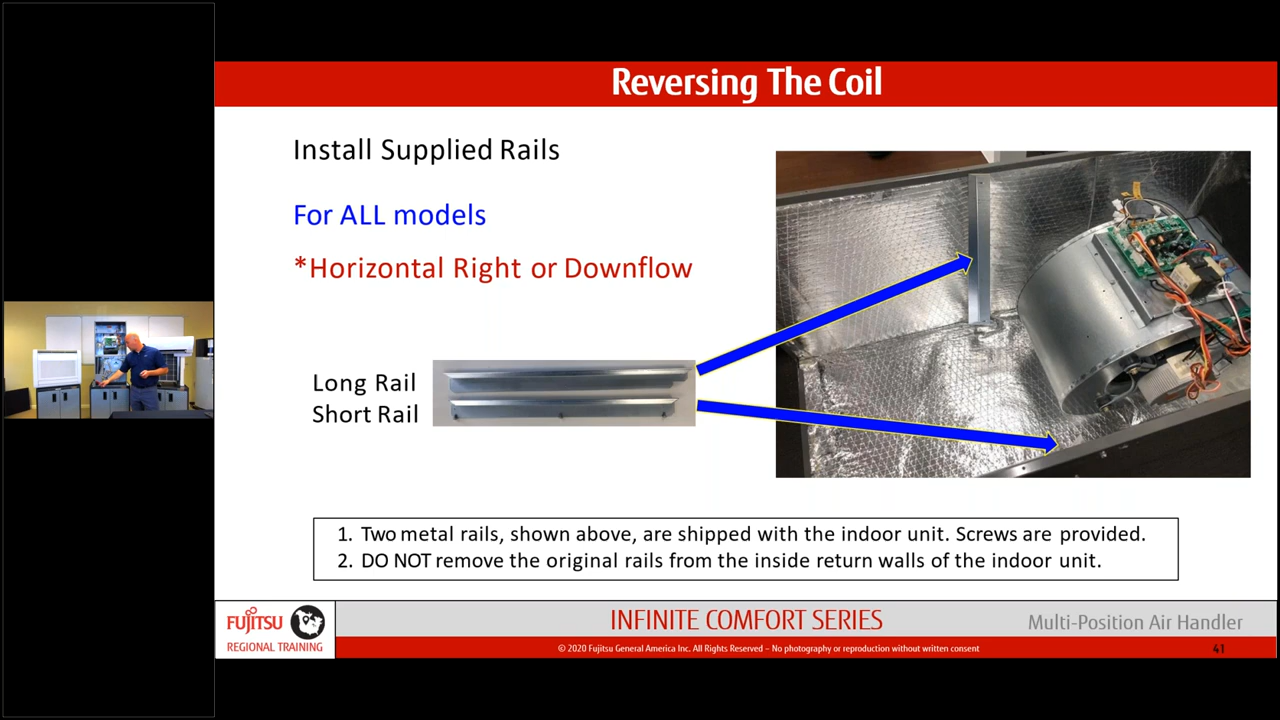 Reversing The Coil
Install Supplied Rails
For ALL models
*Horizontal Right or Downflow
Long Rail
Short Rail
1. Two metal rails, shown above, are shipped with the indoor unit. Screws are provided.
2. DO NOT remove the original rails from the inside return walls of the indoor unit.
FUJITSU
REGIONAL TRAINING
INFINITE COMFORT SERIES
Multi-Position Air Handler
© 2020 Fujitsu General America Inc. All Rights Reserved – No photography or reproduction without written consent
41